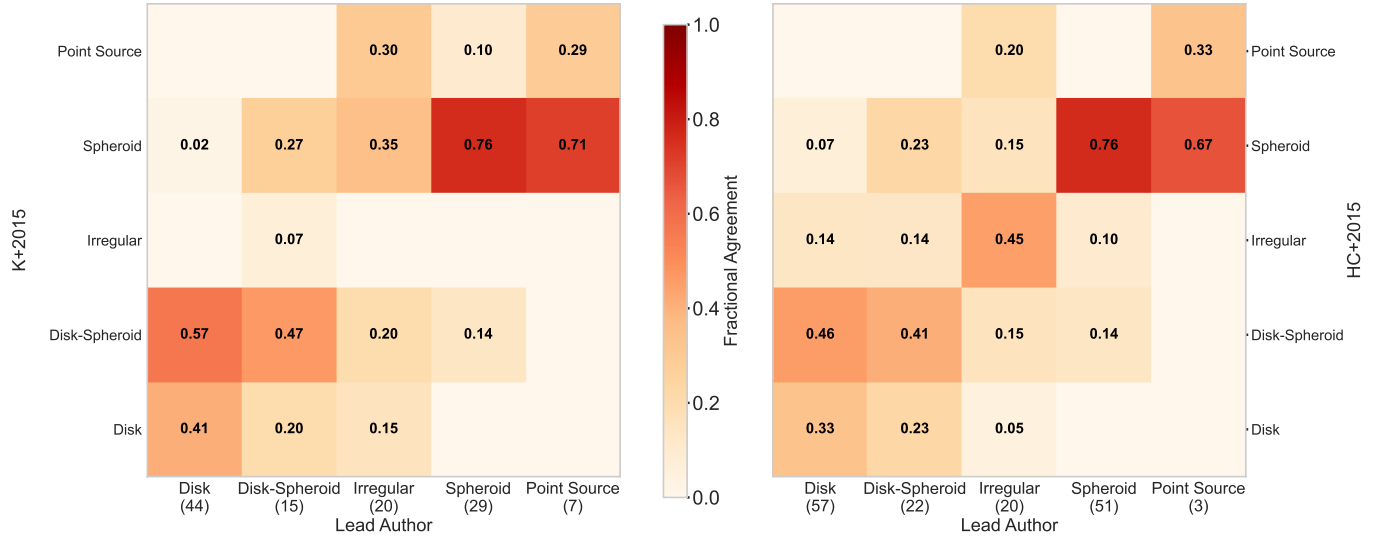 Point Source 0.30 0.10 0.29
Spheroid 0.02 0.27 0.35 0.76 0.71
Irregular 0.07
Disk-Spheroid 0.57 0.47 0.20 0.14
Disk 0.41 0.20 0.15
Disk Disk-Spheroid Irregular Spheroid Point Source
(44) (15) (20) (29) (7)
Lead Author
K+2015
1.0
0.8
0.6
0.4
0.2
0.0
Fractional Agreement
0.20 0.33 Point Source
0.07 0.23 0.15 0.76 0.67 Spheroid
0.14 0.14 0.45 0.10 Irregular
0.46 0.41 0.15 0.14 Disk-Spheroid
0.33 0.23 0.05 Disk
Disk Disk-Spheroid Irregular Spheroid Point Source
(57) (22) (20) (51) (3)
Lead Author
HC+2015